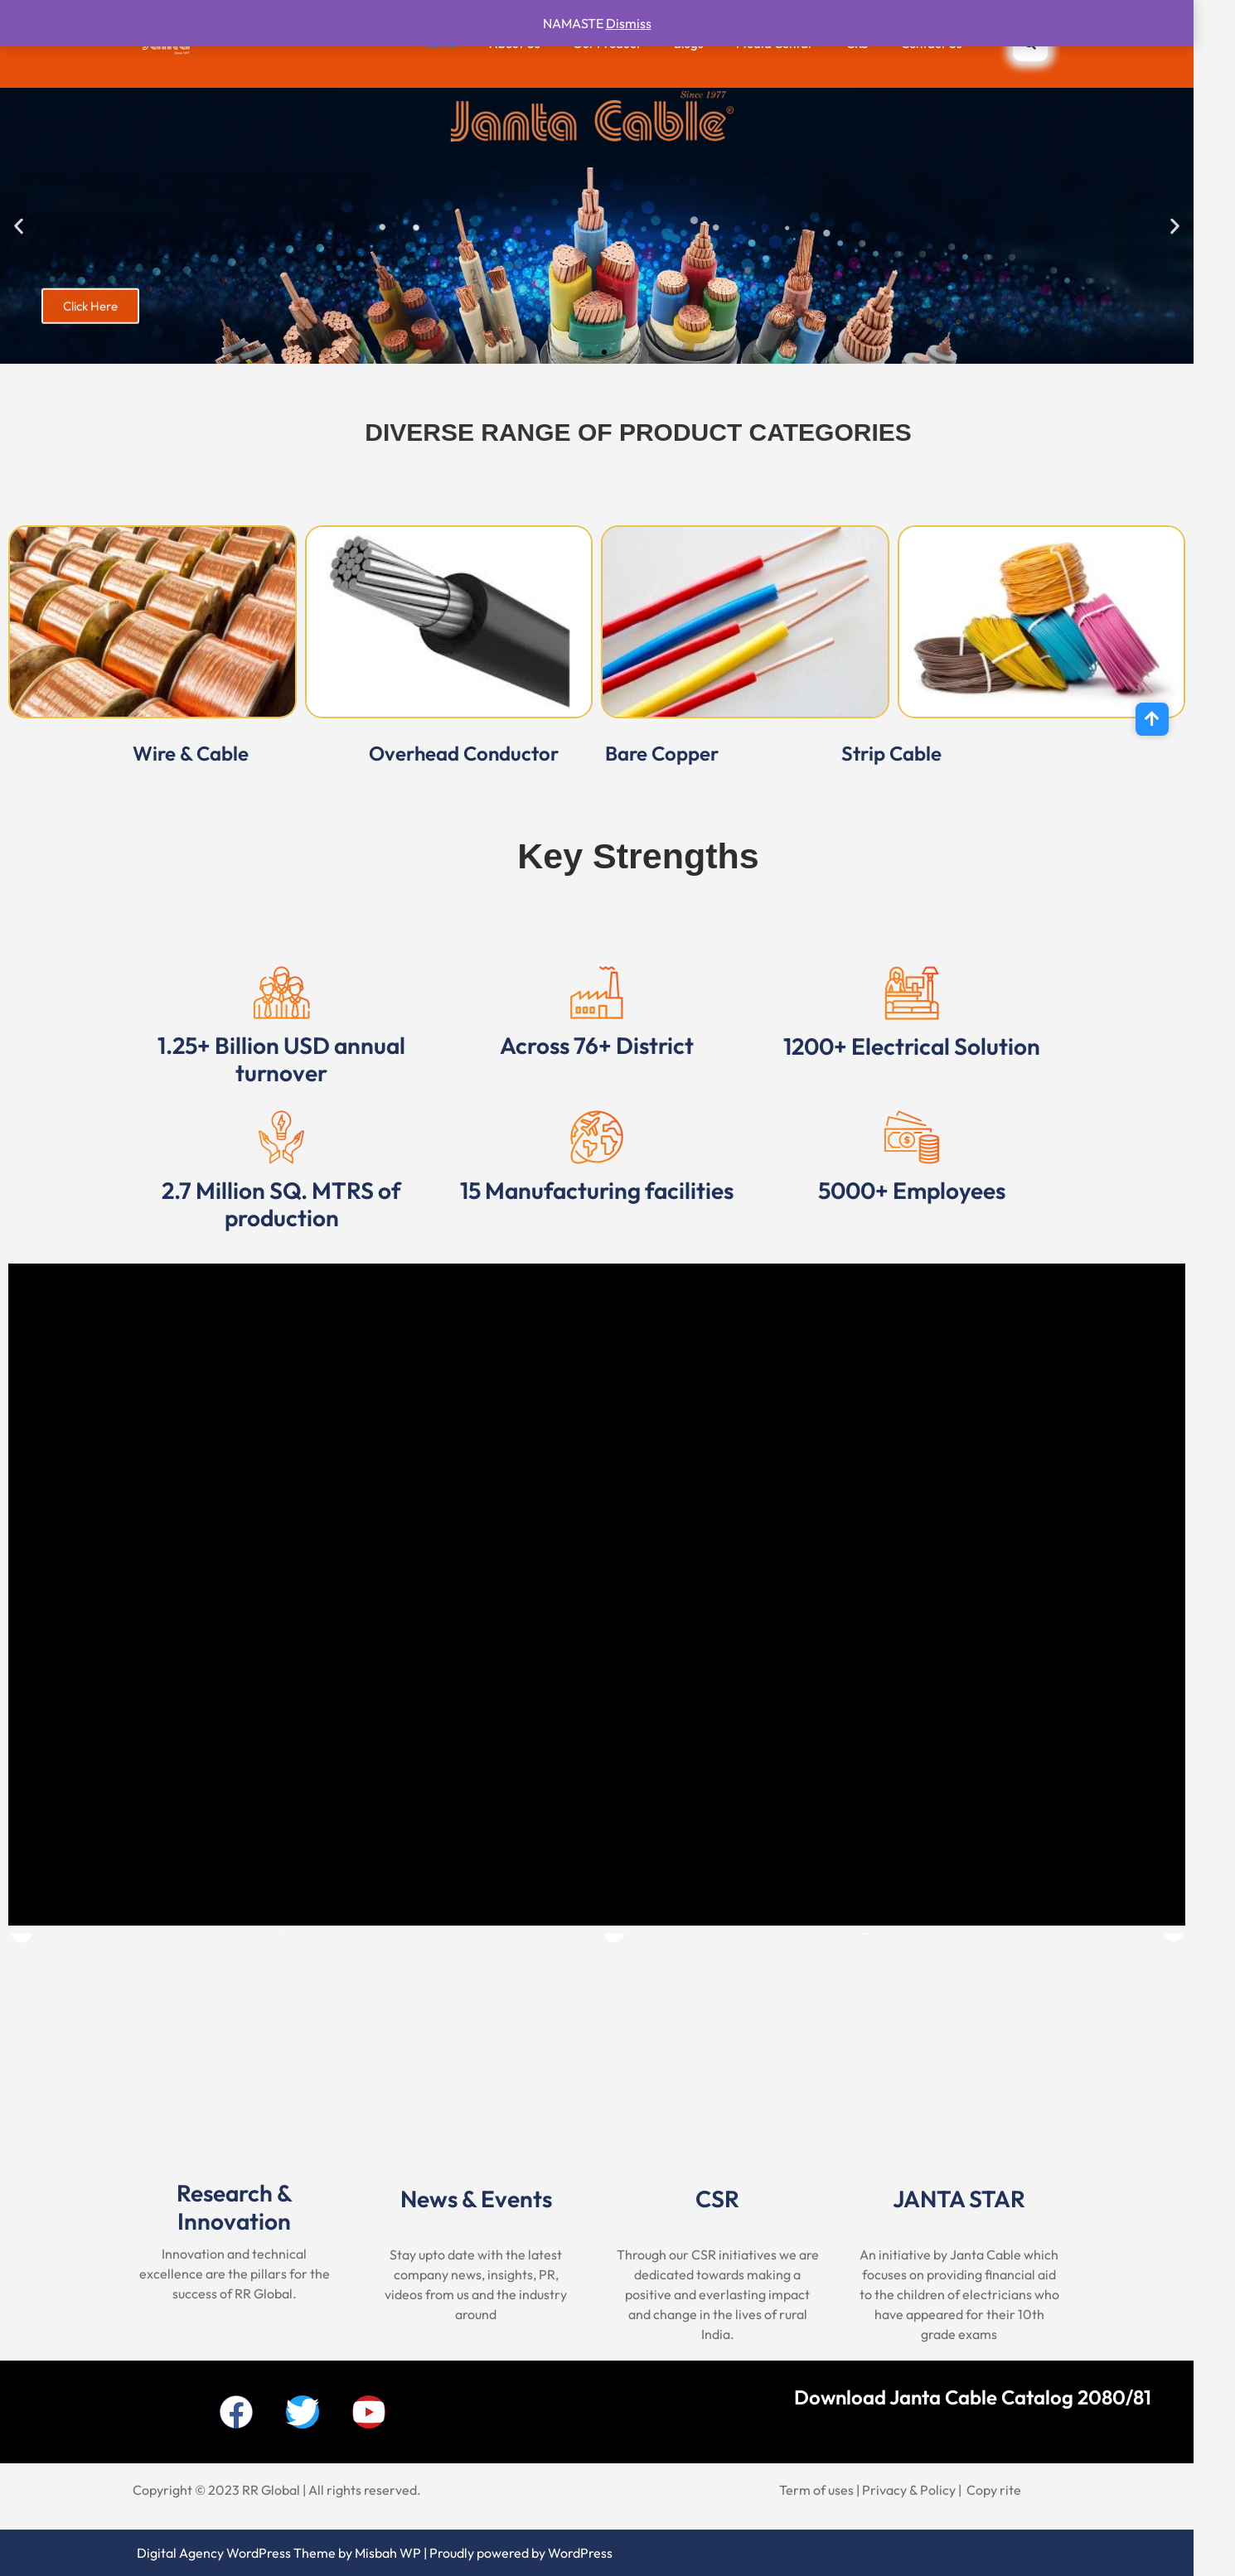 NAMASTE Dismiss
Since 1977
Janta Cable®
Click Here
DIVERSE RANGE OF PRODUCT CATEGORIES
Wire & Cable
Overhead Conductor
Bare Copper
Strip Cable
Key Strengths
1.25+ Billion USD annual
turnover
Across 76+ District
1200+ Electrical Solution
2.7 Million SQ. MTRS of
production
15 Manufacturing facilities
5000+ Employees
Research &
Innovation
Innovation and technical
excellence are the pillars for the
success of RR Global.
News & Events
Stay upto date with the latest
company news, insights, PR,
videos from us and the industry
around
CSR
Through our CSR initiatives we are
dedicated towards making a
positive and everlasting impact
and change in the lives of rural
India.
JANTA STAR
An initiative by Janta Cable which
focuses on providing financial aid
to the children of electricians who
have appeared for their 10th
grade exams
Download Janta Cable Catalog 2080/81
Copyright © 2023 RR Global | All rights reserved.
Term of uses | Privacy & Policy | Copy rite
Digital Agency WordPress Theme by Misbah WP | Proudly powered by WordPress